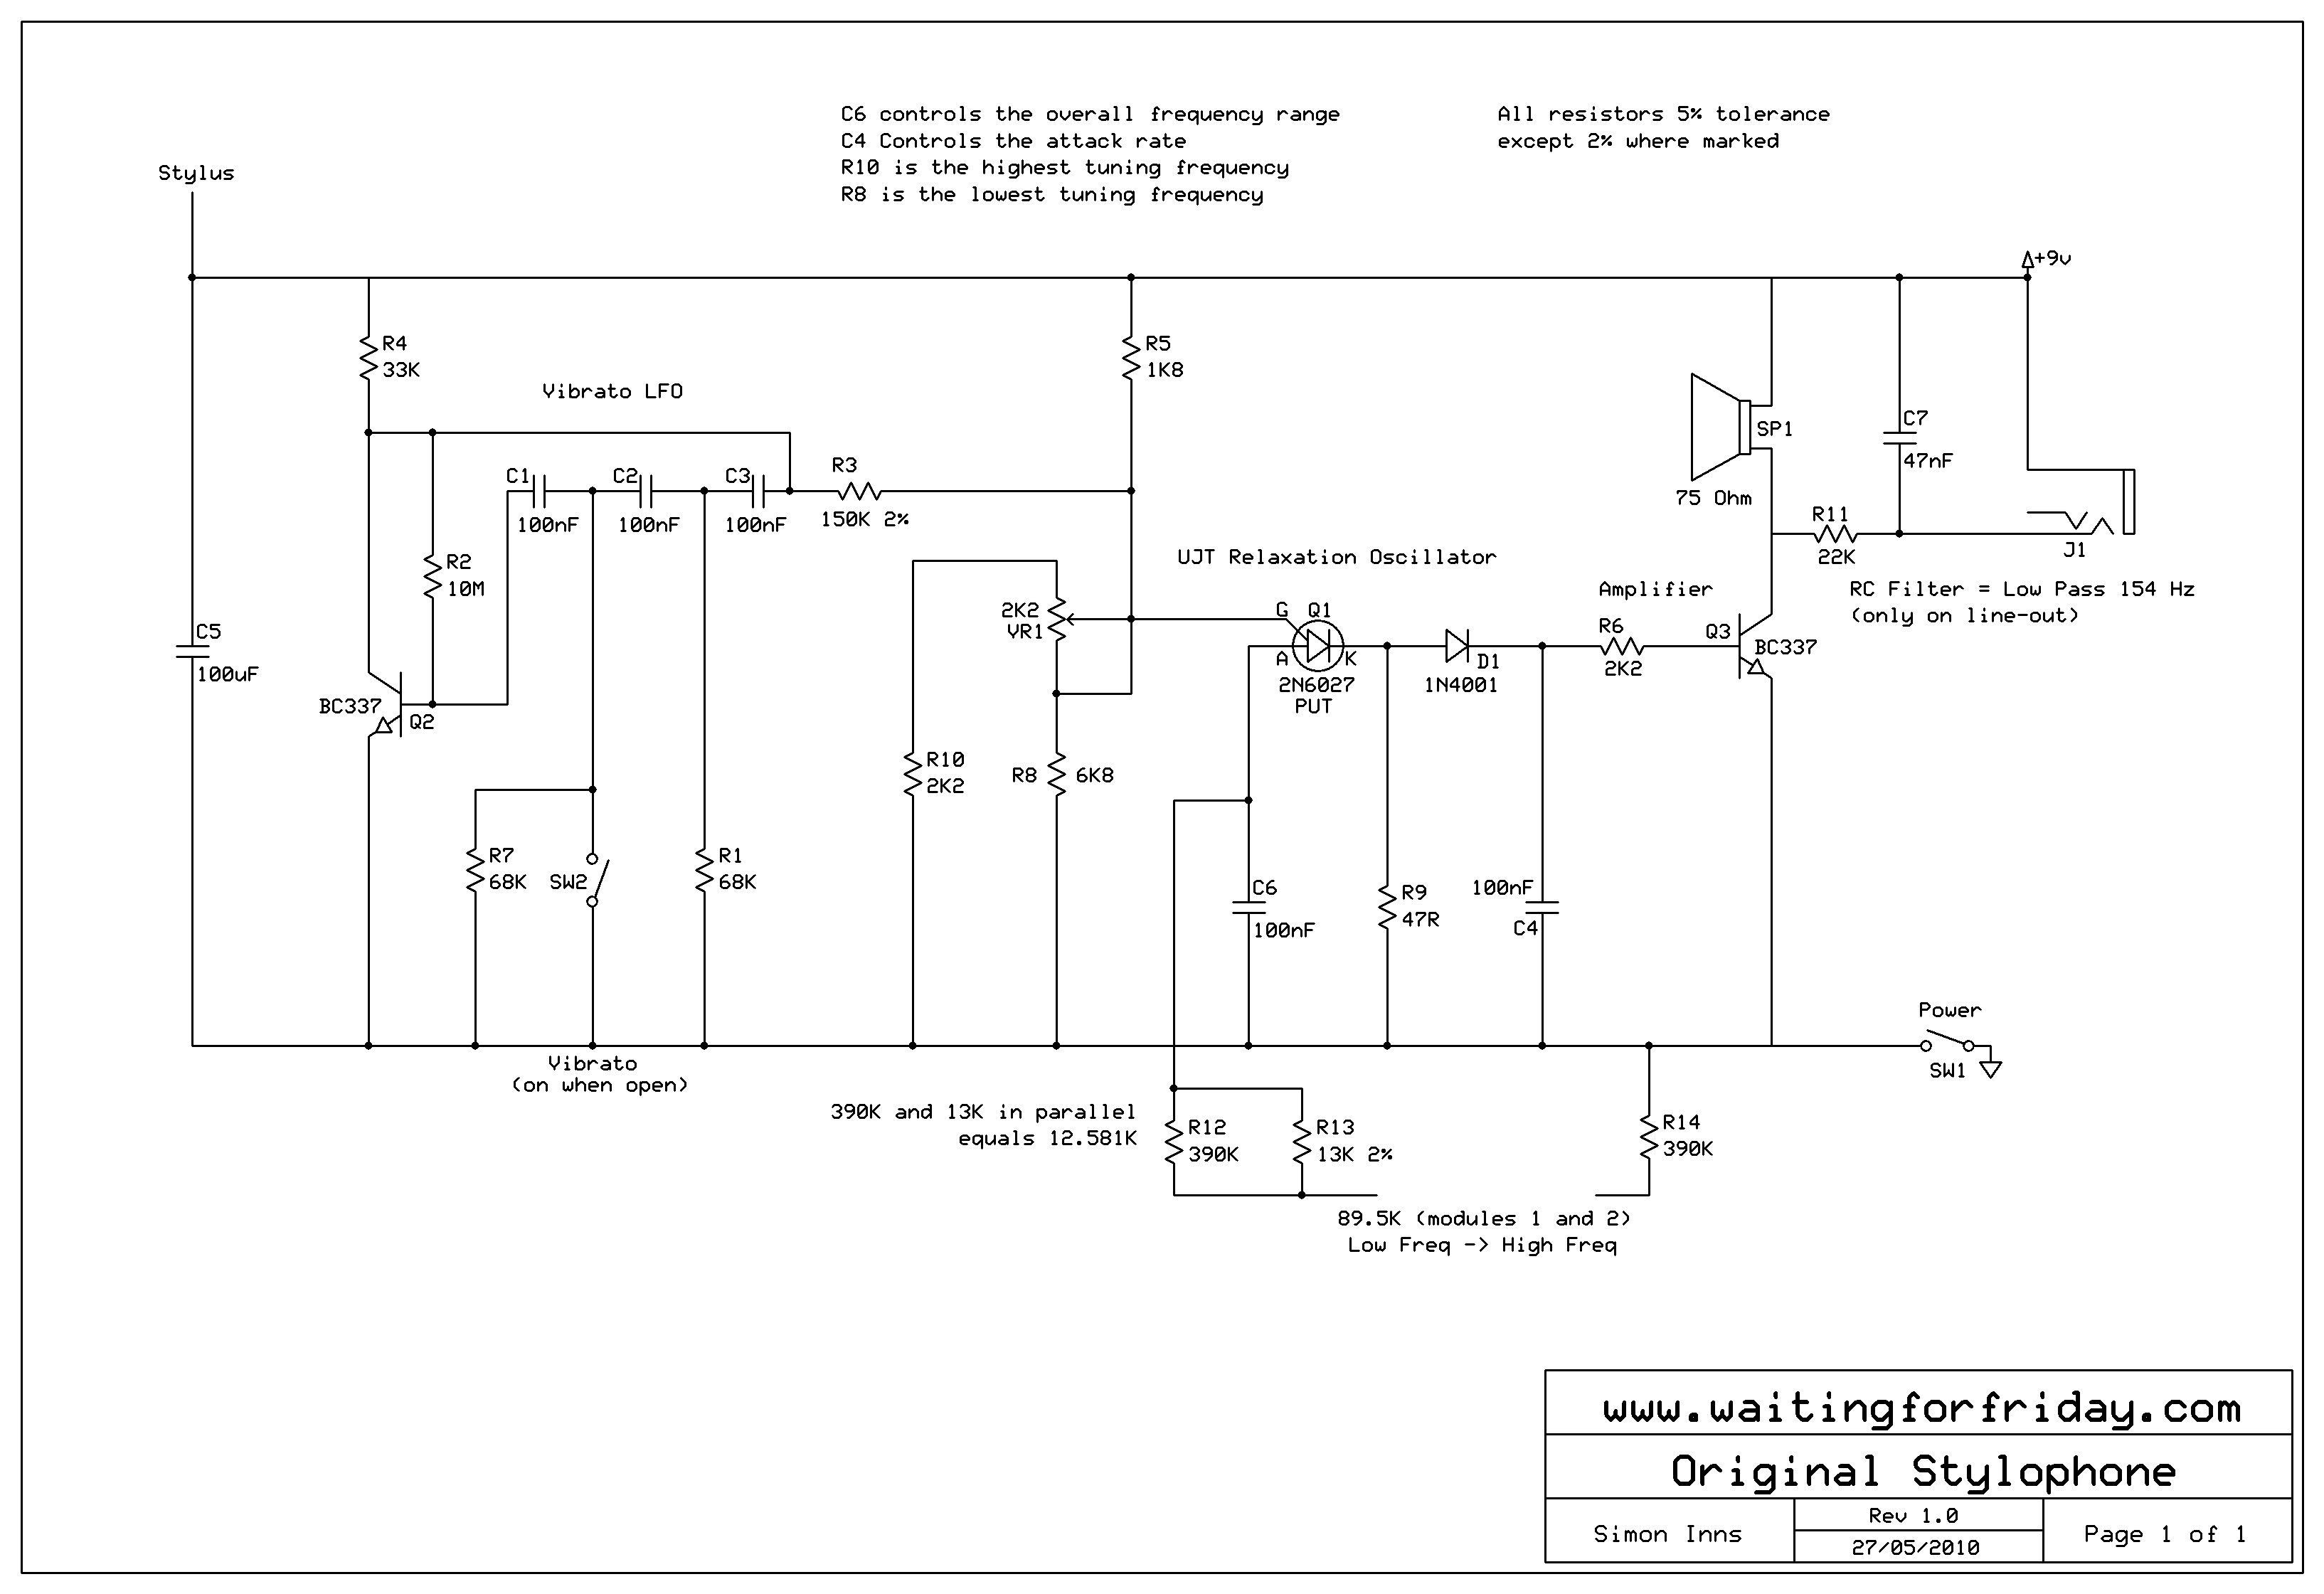 C6 controls the overall frequency range
C4 Controls the attack rate
R10 is the highest tuning frequency
R8 is the lowest tuning frequency
All resistors 5% tolerance
except 2% where marked
Stylus
+9v
R4
33K
R5
1K8
Vibrato LFO
C7
47nF
SP1
75 Ohm
C1
100nF
C2
100nF
C3
100nF
R3
150K 2%
R11
22K
J1
R2
10M
UJT Relaxation Oscillator
Amplifier
RC Filter = Low Pass 154 Hz
(only on line-out)
C5
100uF
2K2
VR1
G
Q1
A
K
2N6027
PUT
D1
1N4001
R6
2K2
Q3
BC337
BC337
Q2
R10
2K2
R8
6K8
R7
68K
SW2
R1
68K
C6
100nF
R9
47R
100nF
C4
Power
SW1
Vibrato
(on when open)
390K and 13K in parallel
equals 12.581K
R12
390K
R13
13K 2%
R14
390K
89.5K (modules 1 and 2)
Low Freq -> High Freq
www.waitingforfriday.com
Original Stylophone
Simon Inns
Rev 1.0
27/05/2010
Page 1 of 1